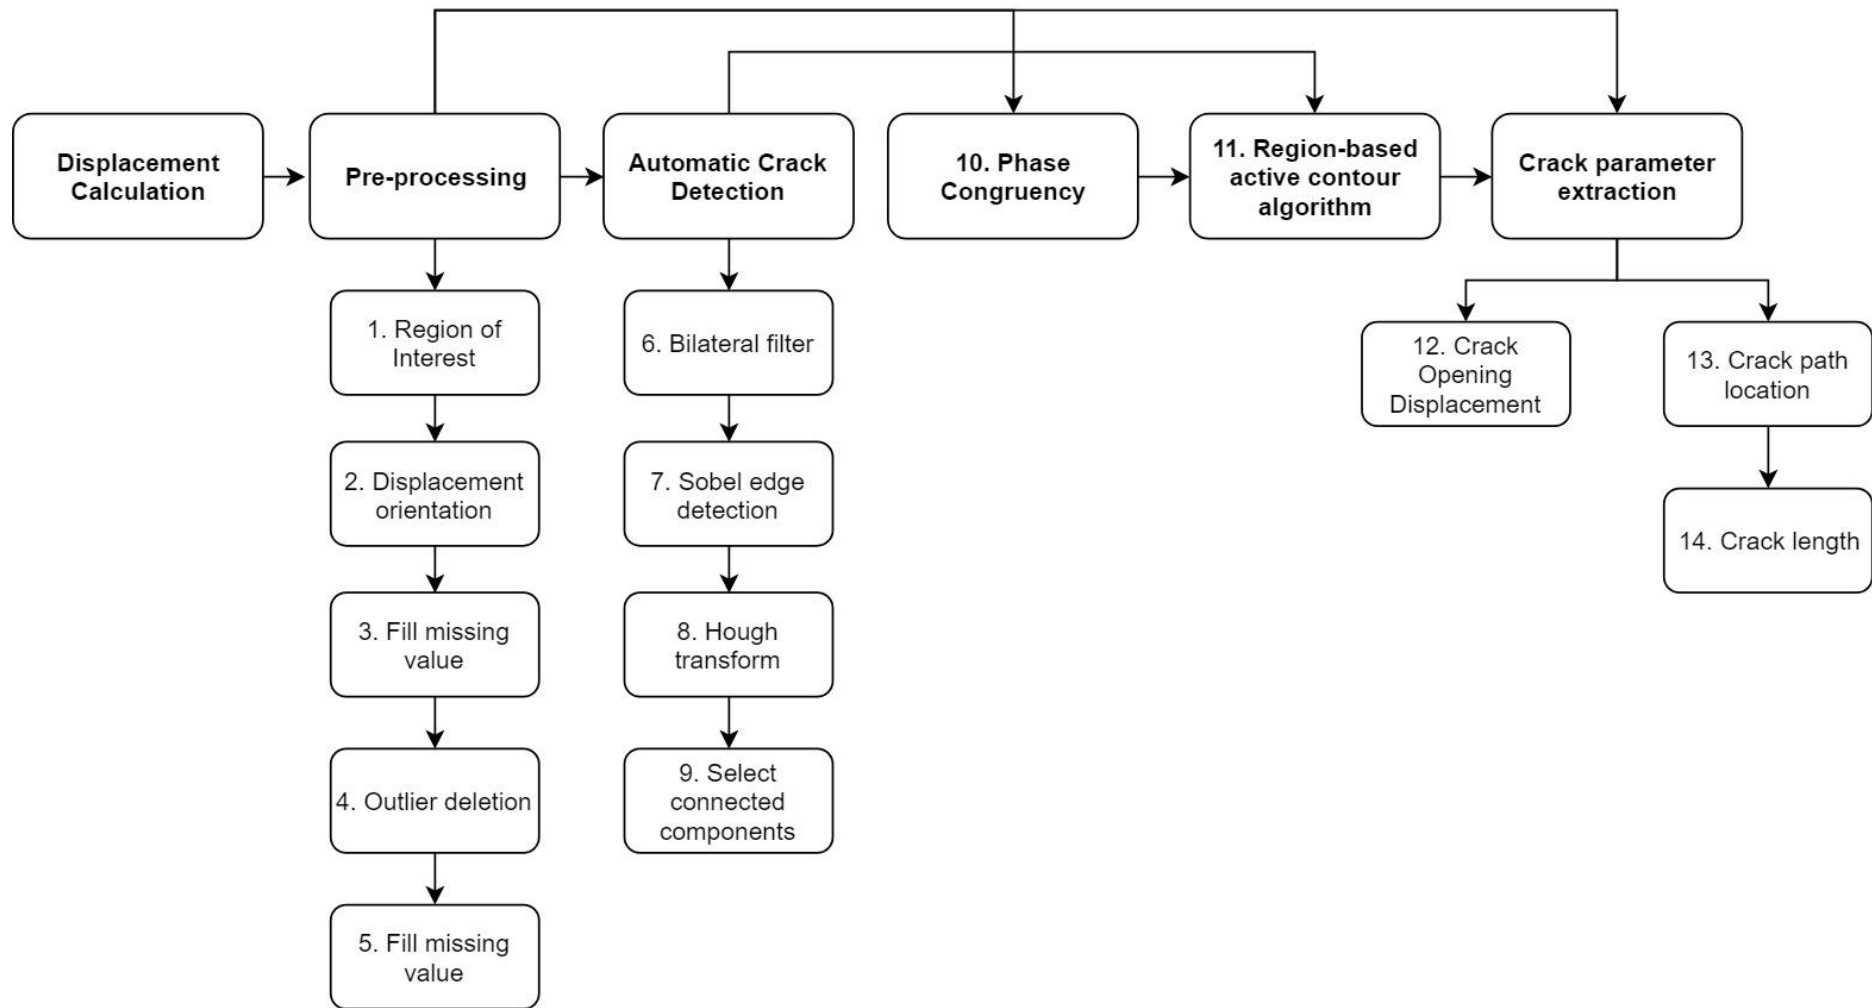 Displacement
Calculation
Pre-processing
Automatic Crack
Detection
10. Phase
Congruency
11. Region-based
active contour
algorithm
Crack parameter
extraction
1. Region of
Interest
2. Displacement
orientation
3. Fill missing
value
4. Outlier deletion
5. Fill missing
value
6. Bilateral filter
7. Sobel edge
detection
8. Hough
transform
9. Select
connected
components
12. Crack
Opening
Displacement
13. Crack path
location
14. Crack length